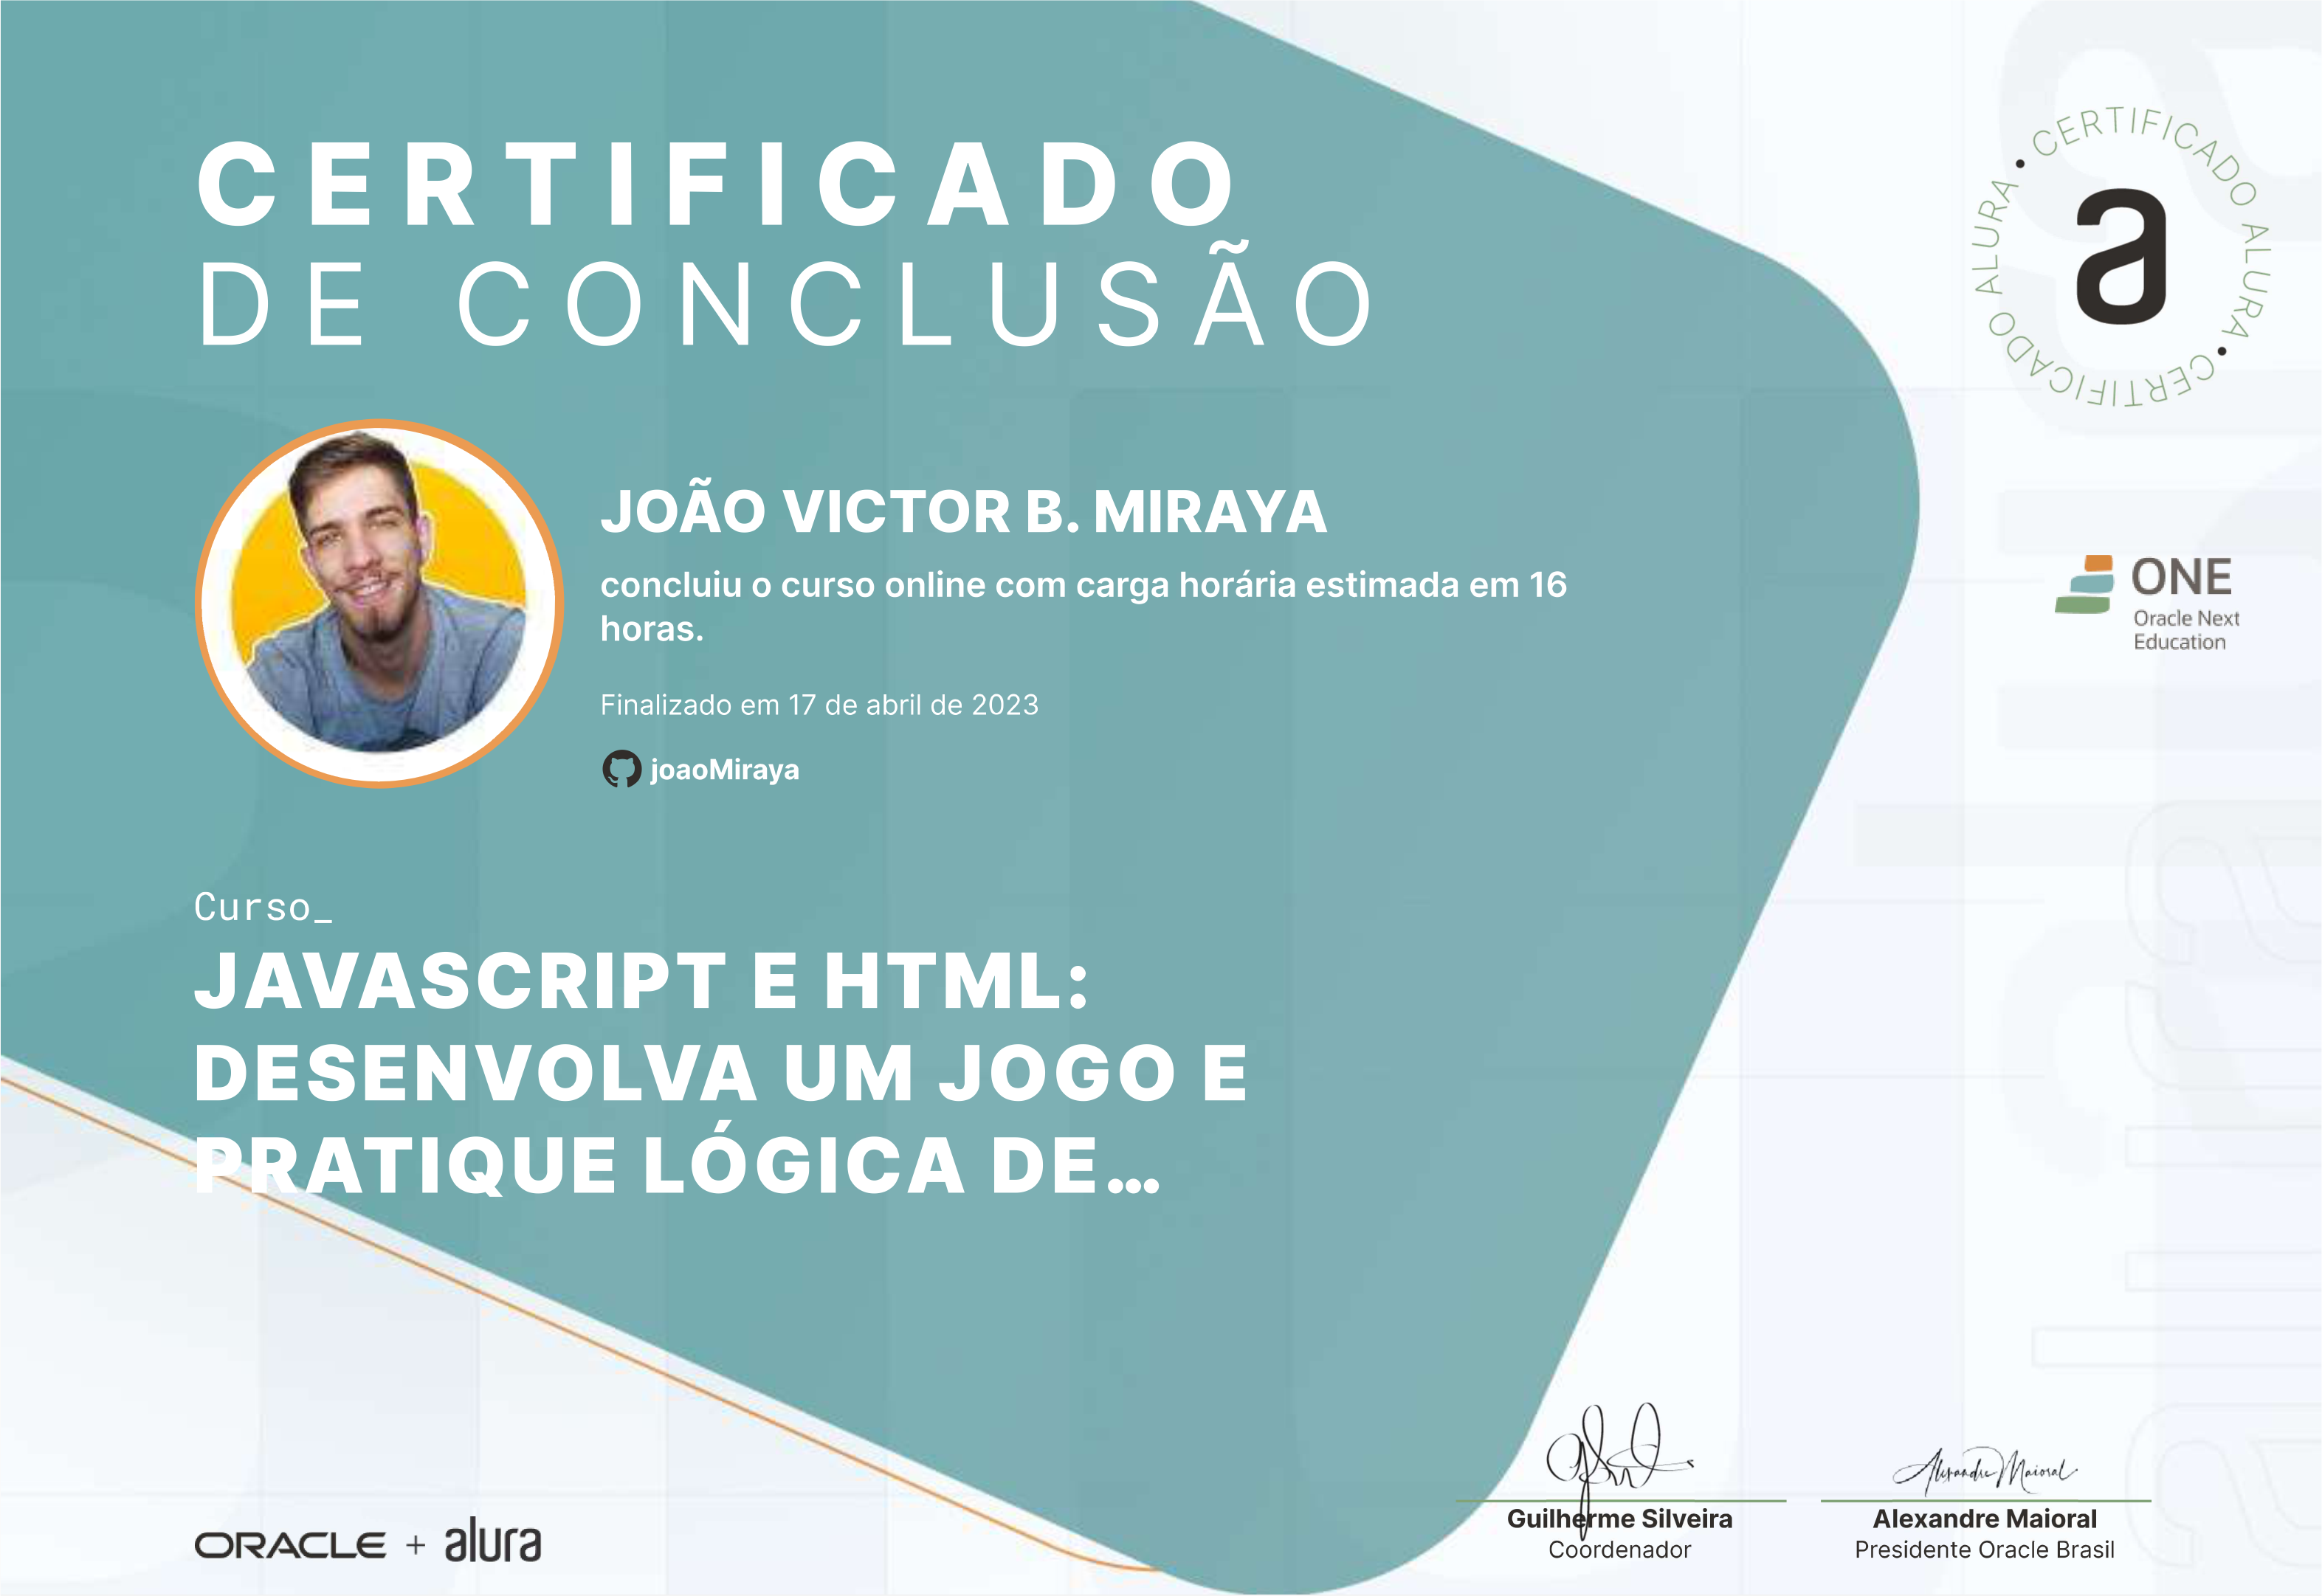 CERTIFICADO
DE CONCLUSÃO
CERTIFICADO ALURA • CERTIFICADO ALURA •
a
JOÃO VICTOR B. MIRAYA
concluiu o curso online com carga horária estimada em 16
horas.
Finalizado em 17 de abril de 2023
joaoMiraya
ONE
Oracle Next
Education
Curso_
JAVASCRIPT E HTML:
DESENVOLVA UM JOGO E
PRATIQUE LÓGICA DE...
Alexandre Maioral
Guilherme Silveira
Coordenador
Alexandre Maioral
Presidente Oracle Brasil
ORACLE + alura